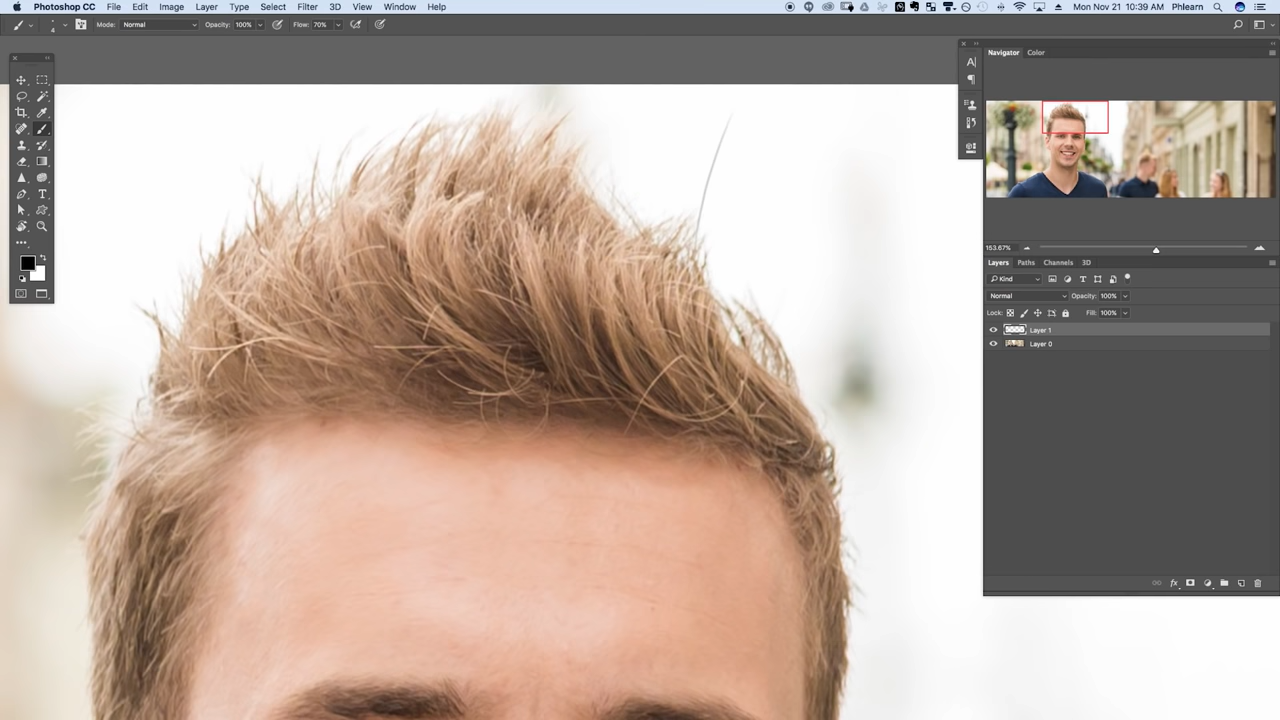 Photoshop CC File Edit Image Layer Type Select Filter 3D View Window Help Mon Nov 21 10:39 AM Phlearn
4 Mode: Normal Opacity: 100% Flow: 70%
Navigator Color
153.67%
Layers Paths Channels 3D
Kind
Normal Opacity: 100%
Lock: Fill: 100%
Layer 1
Layer 0